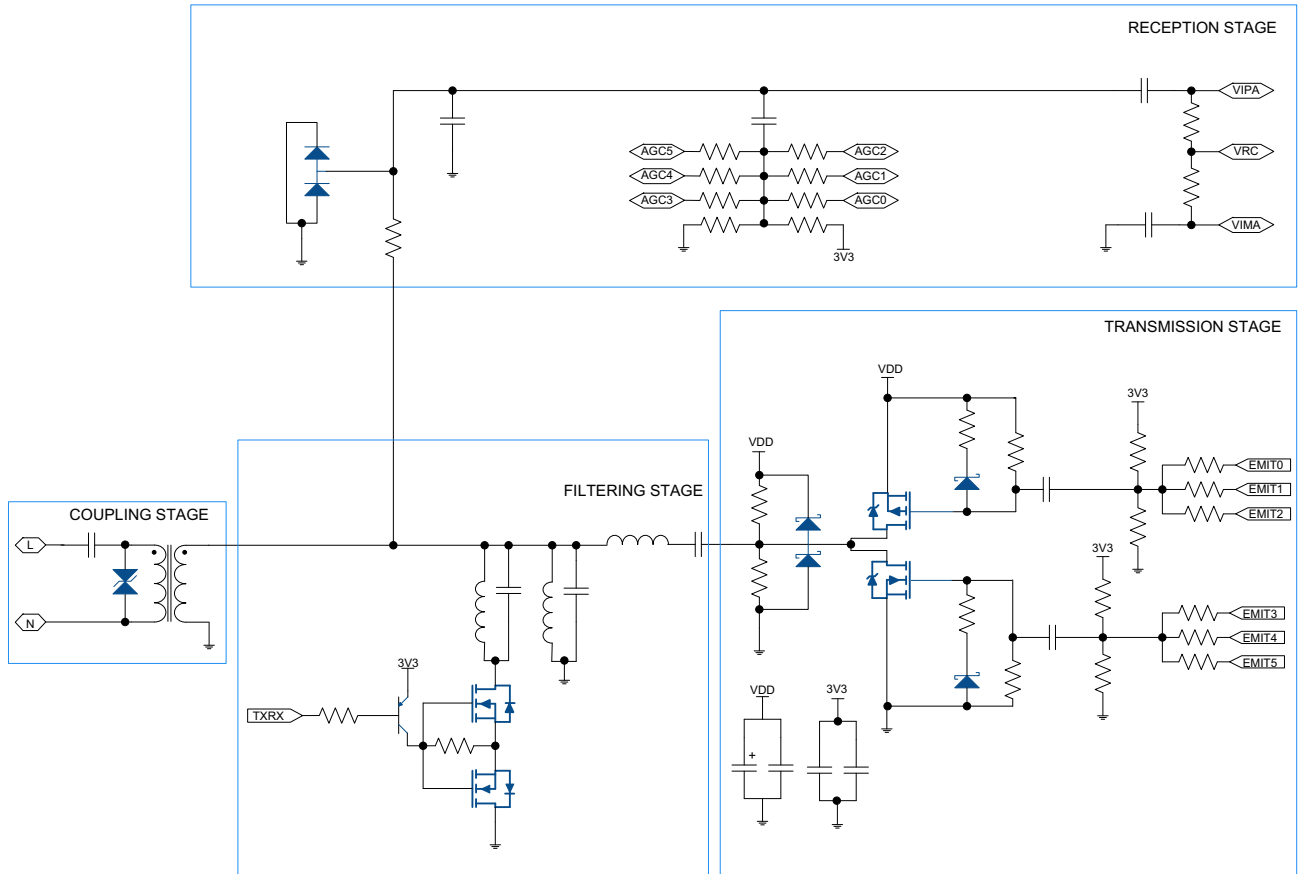 RECEPTION STAGE
VIPA
AGC5
AGC2
VRC
AGC4
AGC1
AGC3
AGC0
VIMA
3V3
TRANSMISSION STAGE
VDD
3V3
VDD
EMIT0
EMIT1
EMIT2
FILTERING STAGE
COUPLING STAGE
L
N
3V3
EMIT3
EMIT4
EMIT5
3V3
TXRX
VDD
3V3
+